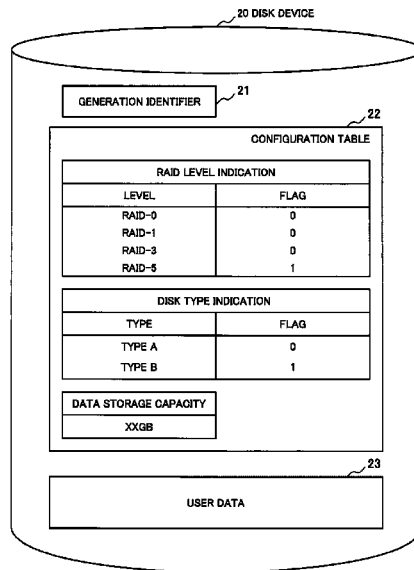 20 DISK DEVICE
21
GENERATION IDENTIFIER
22
CONFIGURATION TABLE
RAID LEVEL INDICATION
LEVEL FLAG
RAID-0 0
RAID-1 0
RAID-3 0
RAID-5 1
DISK TYPE INDICATION
TYPE FLAG
TYPE A 0
TYPE B 1
DATA STORAGE CAPACITY
XXGB
23
USER DATA